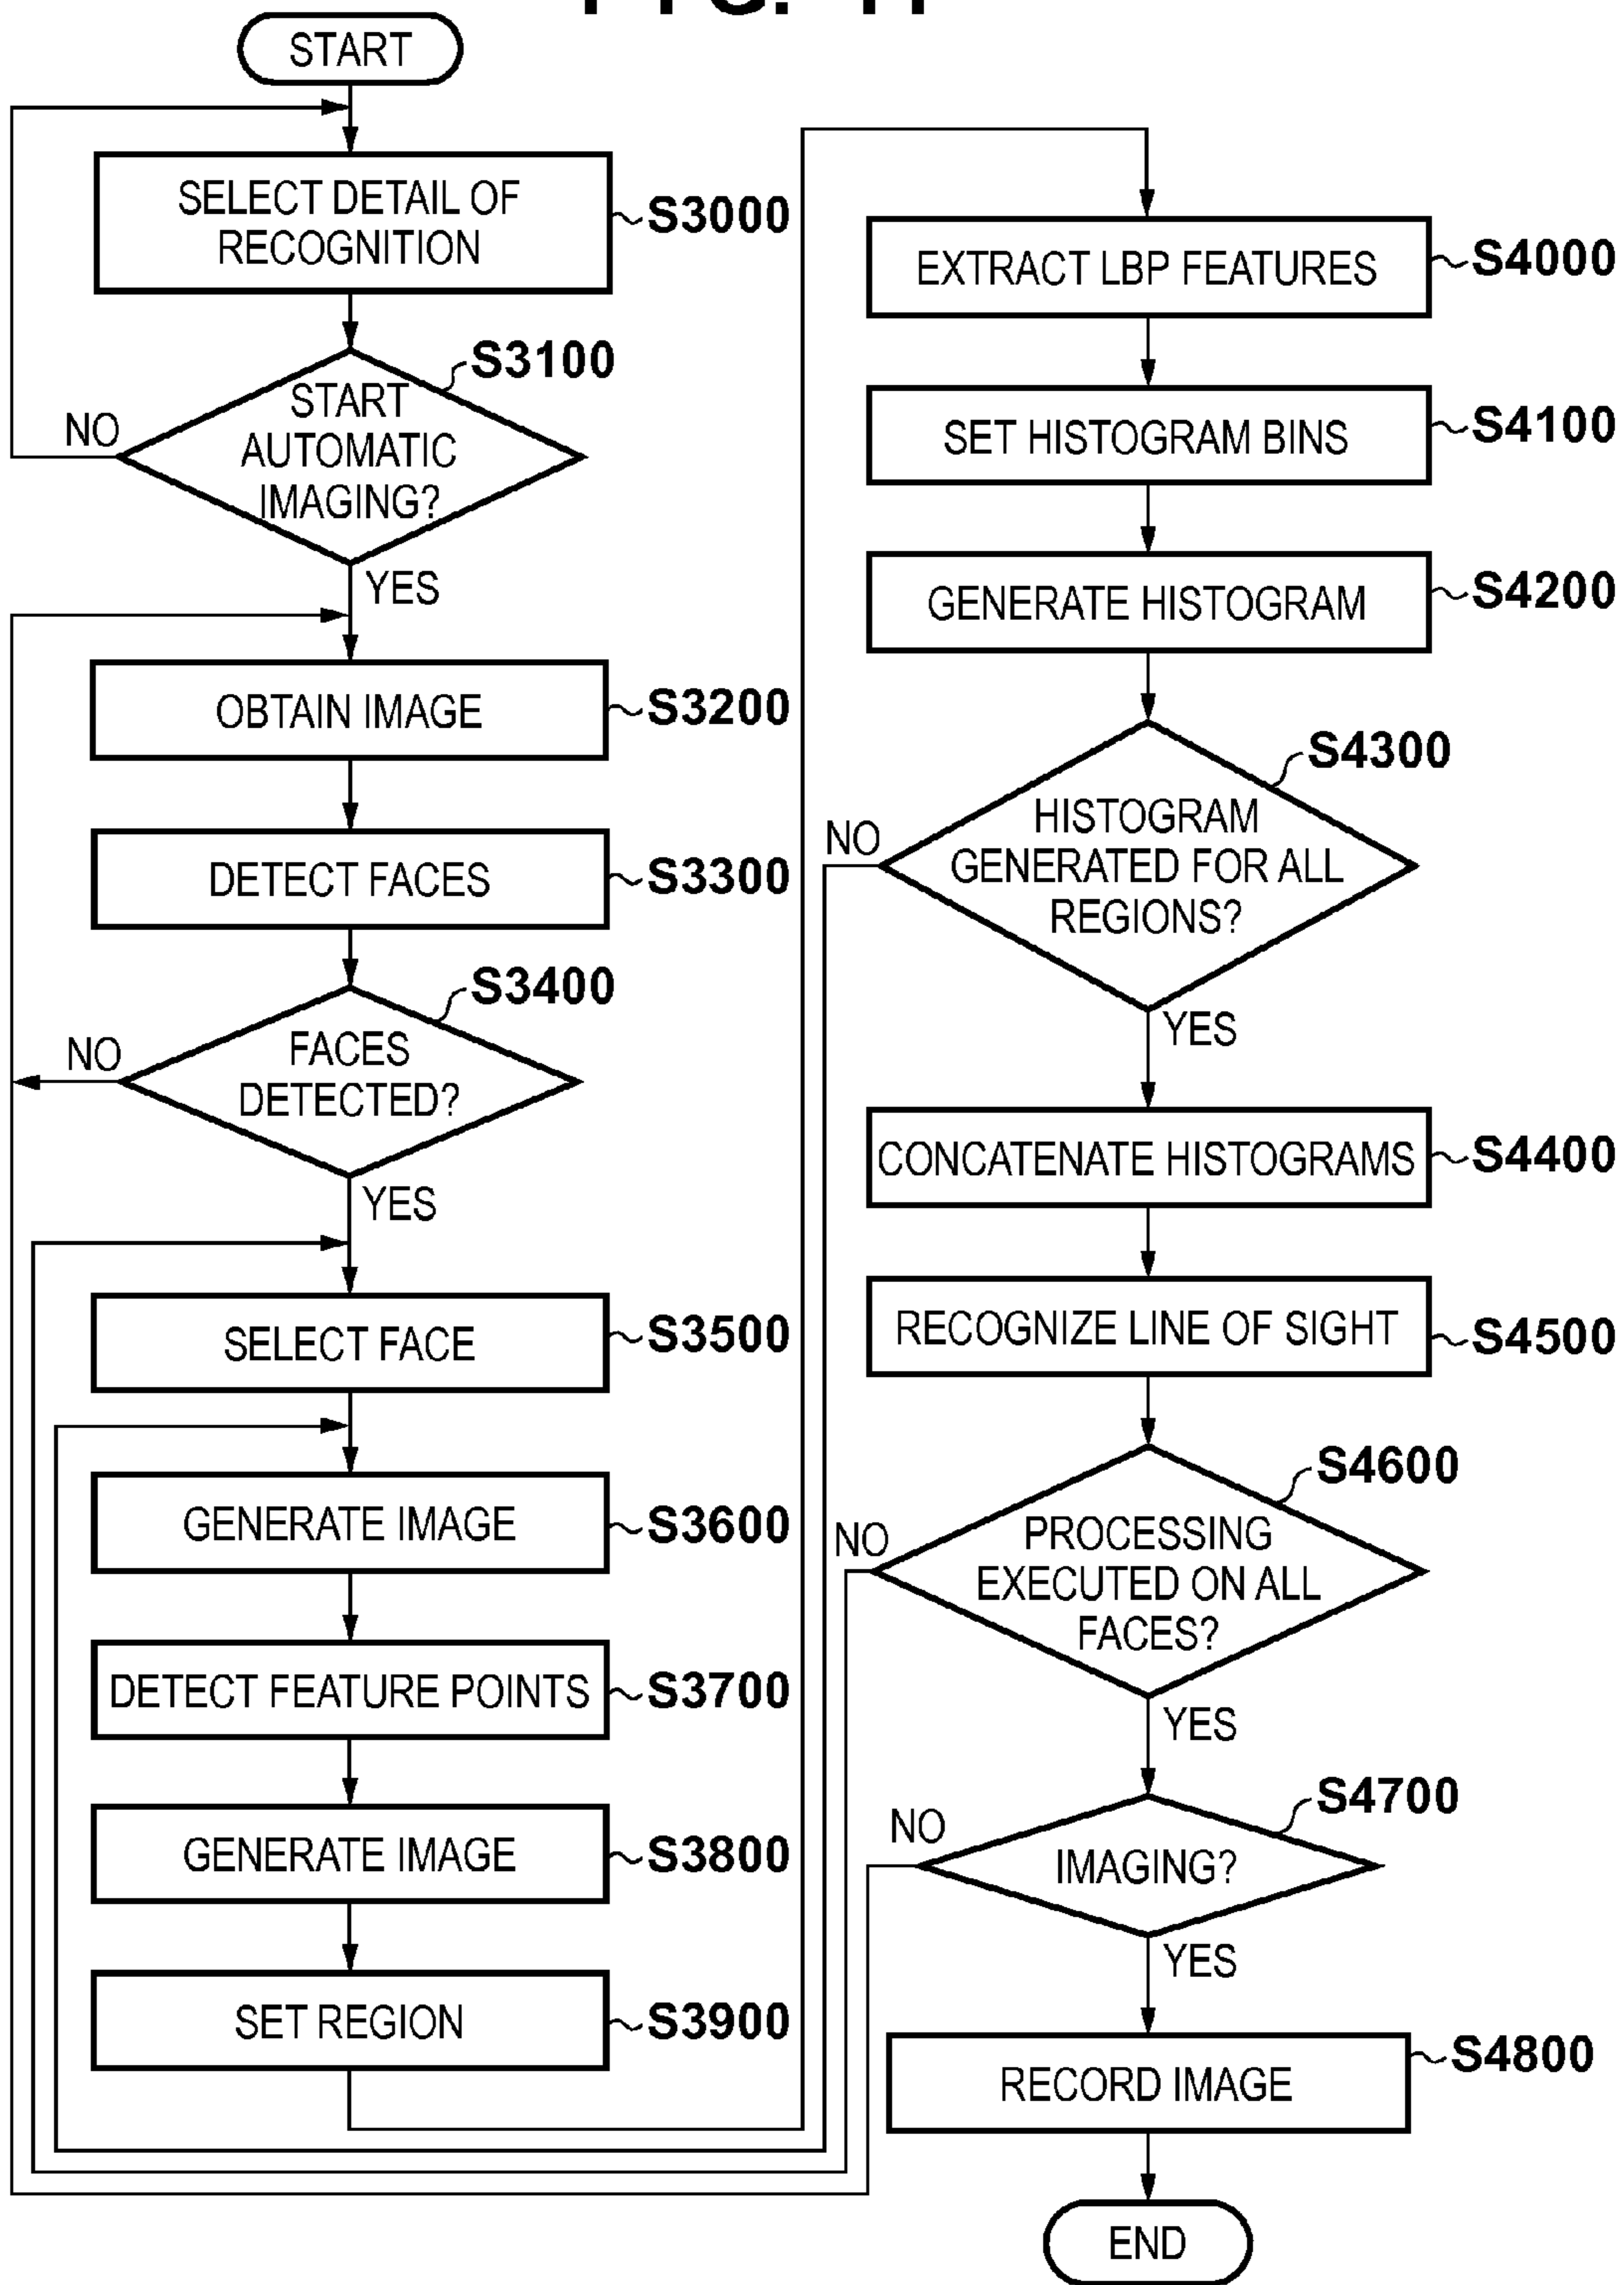 START
SELECT DETAIL OF
RECOGNITION
S3000
S3100
START
AUTOMATIC
IMAGING?
NO
YES
OBTAIN IMAGE
S3200
DETECT FACES
S3300
S3400
FACES
DETECTED?
NO
YES
SELECT FACE
S3500
GENERATE IMAGE
S3600
DETECT FEATURE POINTS
S3700
GENERATE IMAGE
S3800
SET REGION
S3900
EXTRACT LBP FEATURES
S4000
SET HISTOGRAM BINS
S4100
GENERATE HISTOGRAM
S4200
S4300
HISTOGRAM
GENERATED FOR ALL
REGIONS?
NO
YES
CONCATENATE HISTOGRAMS
S4400
RECOGNIZE LINE OF SIGHT
S4500
S4600
PROCESSING
EXECUTED ON ALL
FACES?
NO
YES
S4700
IMAGING?
NO
YES
RECORD IMAGE
S4800
END